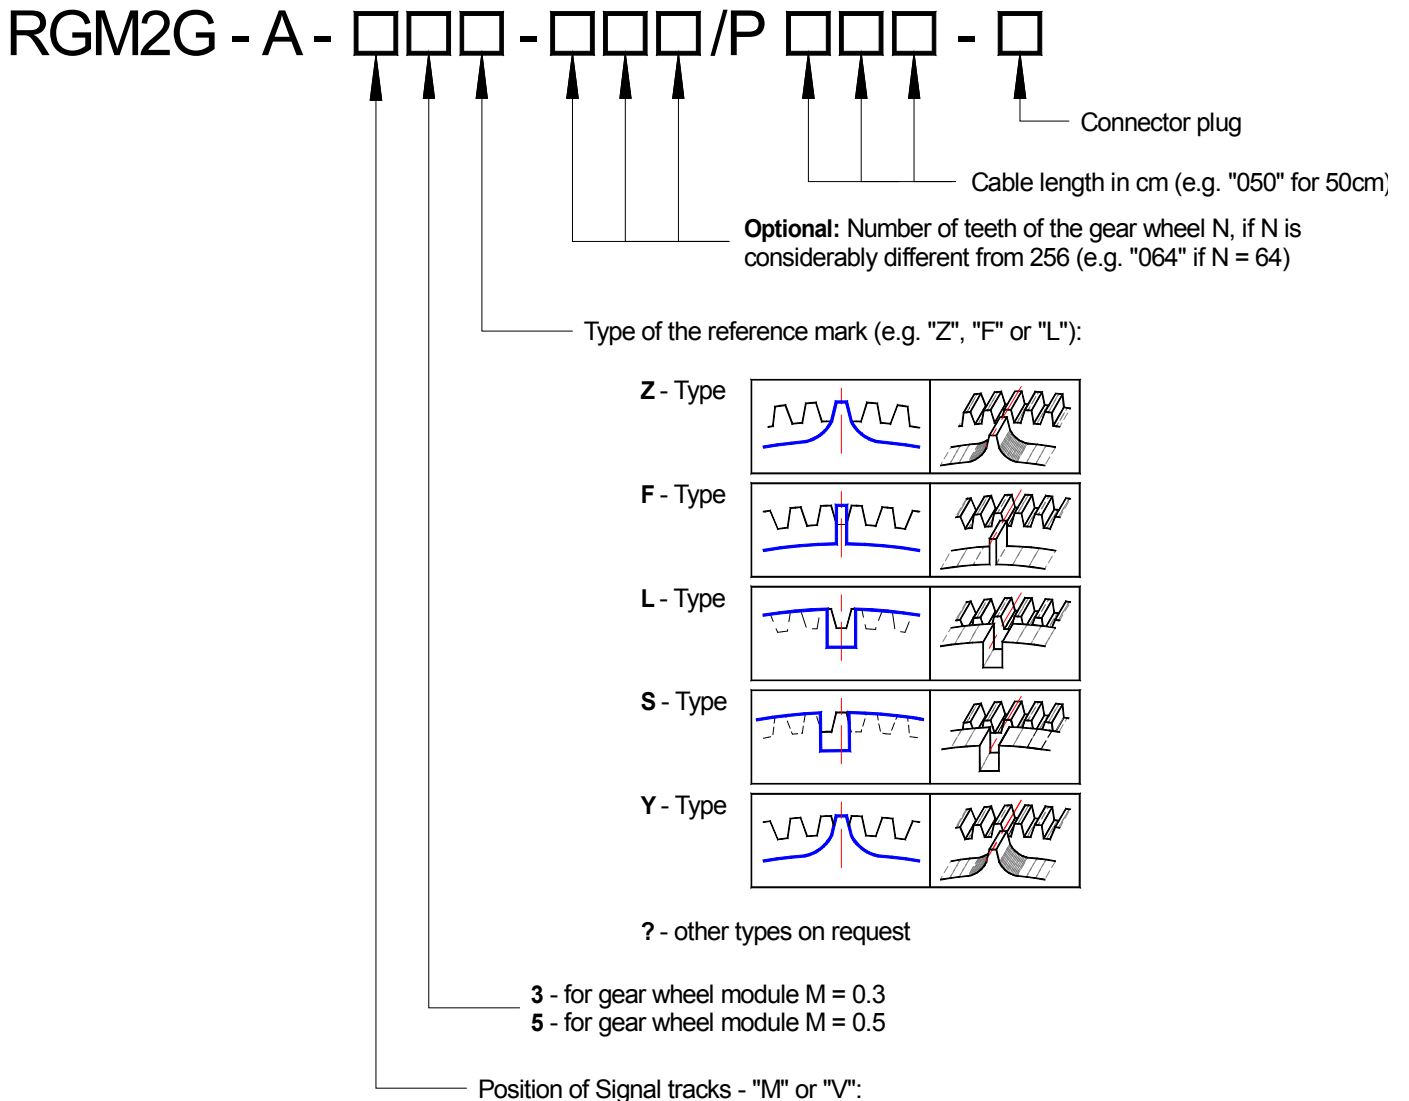 RGM2G - A - □□□ - □□□ /P □□□ - □
Connector plug
Cable length in cm (e.g. "050" for 50cm)
Optional: Number of teeth of the gear wheel N, if N is
considerably different from 256 (e.g. "064" if N = 64)
Type of the reference mark (e.g. "Z", "F" or "L"):
Z - Type
F - Type
L - Type
S - Type
Y - Type
? - other types on request
3 - for gear wheel module M = 0.3
5 - for gear wheel module M = 0.5
Position of Signal tracks - "M" or "V":